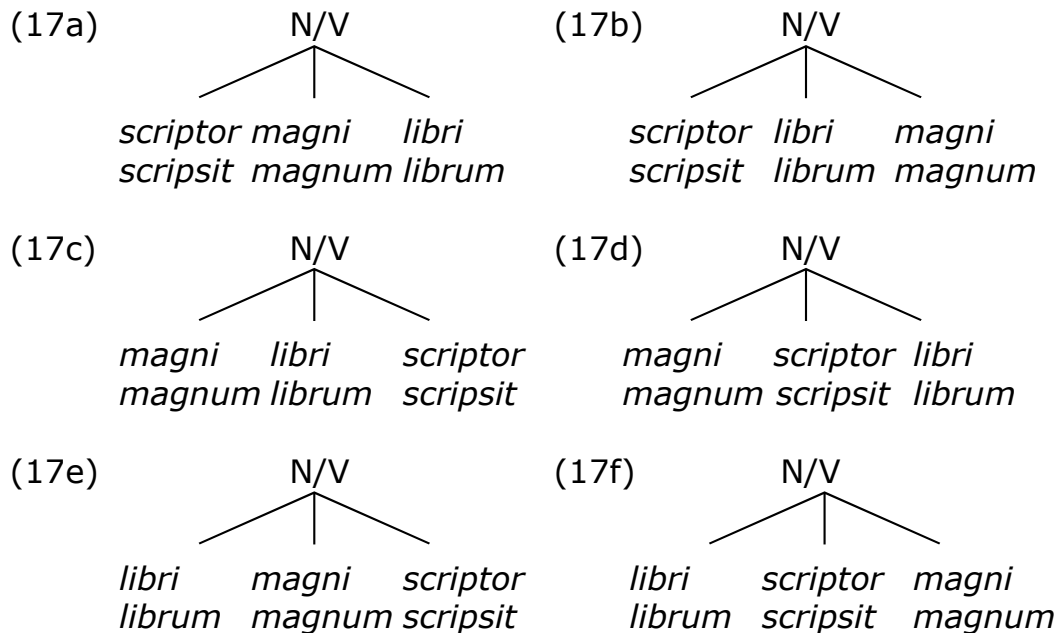 (17a) N/V (17b) N/V
scriptor magni libri scriptor libri magni
scripsit magnum librum scripsit librum magnum
(17c) N/V (17d) N/V
magni libri scriptor magni scriptor libri
magnum librum scripsit magnum scripsit librum
(17e) N/V (17f) N/V
libri magni scriptor libri scriptor magni
librum magnum scripsit librum scripsit magnum